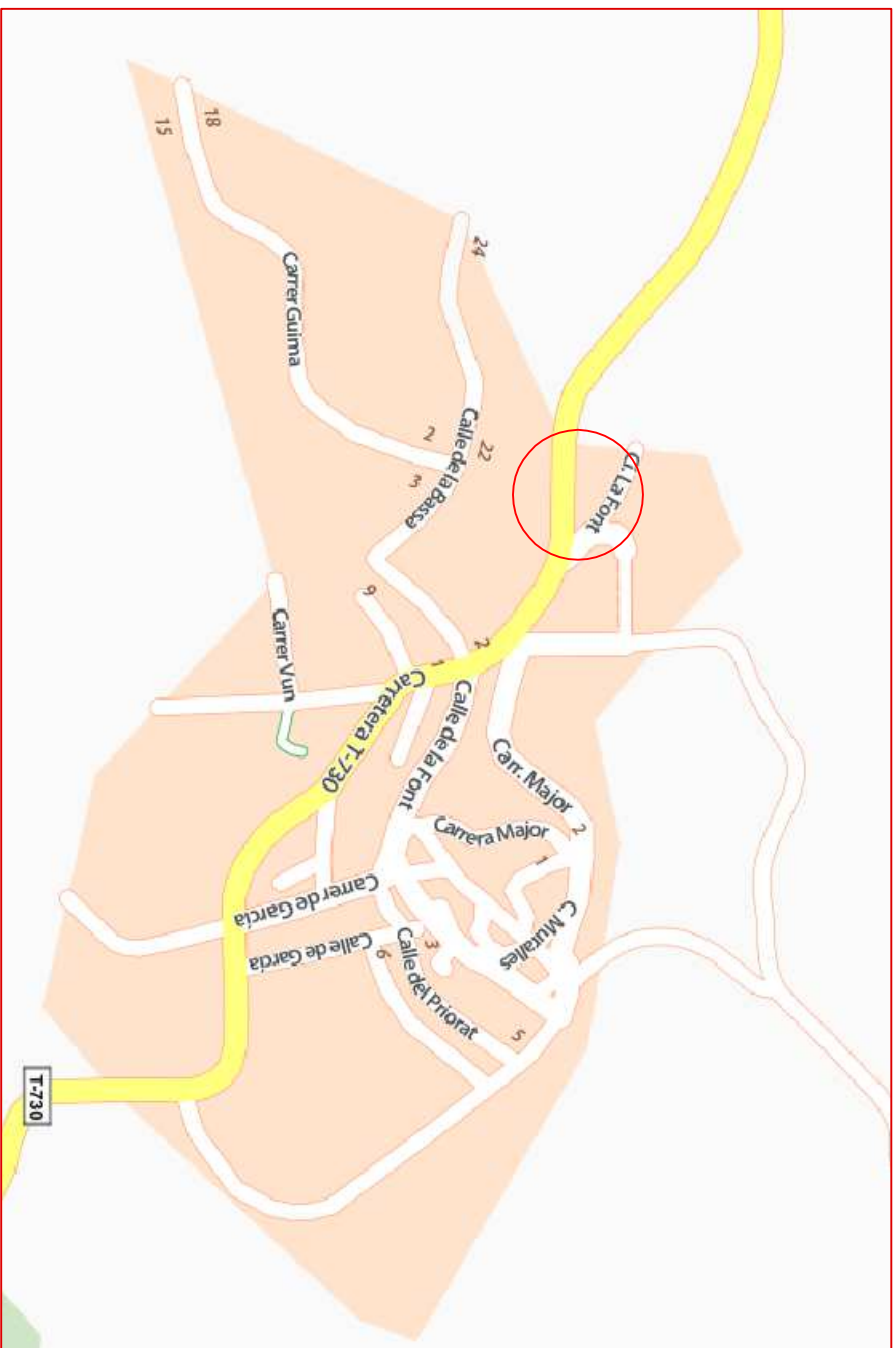 18
15
24
Carrer Guima
Calle de la Bassa
2
3
22
Cl. La Font
9
Carrer Vun
2
1
Carretera T-730
Calle de la Font
Carr. Major
2
Carrera Major
1
C. Muralles
Carrer de Garcia
Calle de Garcia
3
6
Calle del Priorat
5
T-730